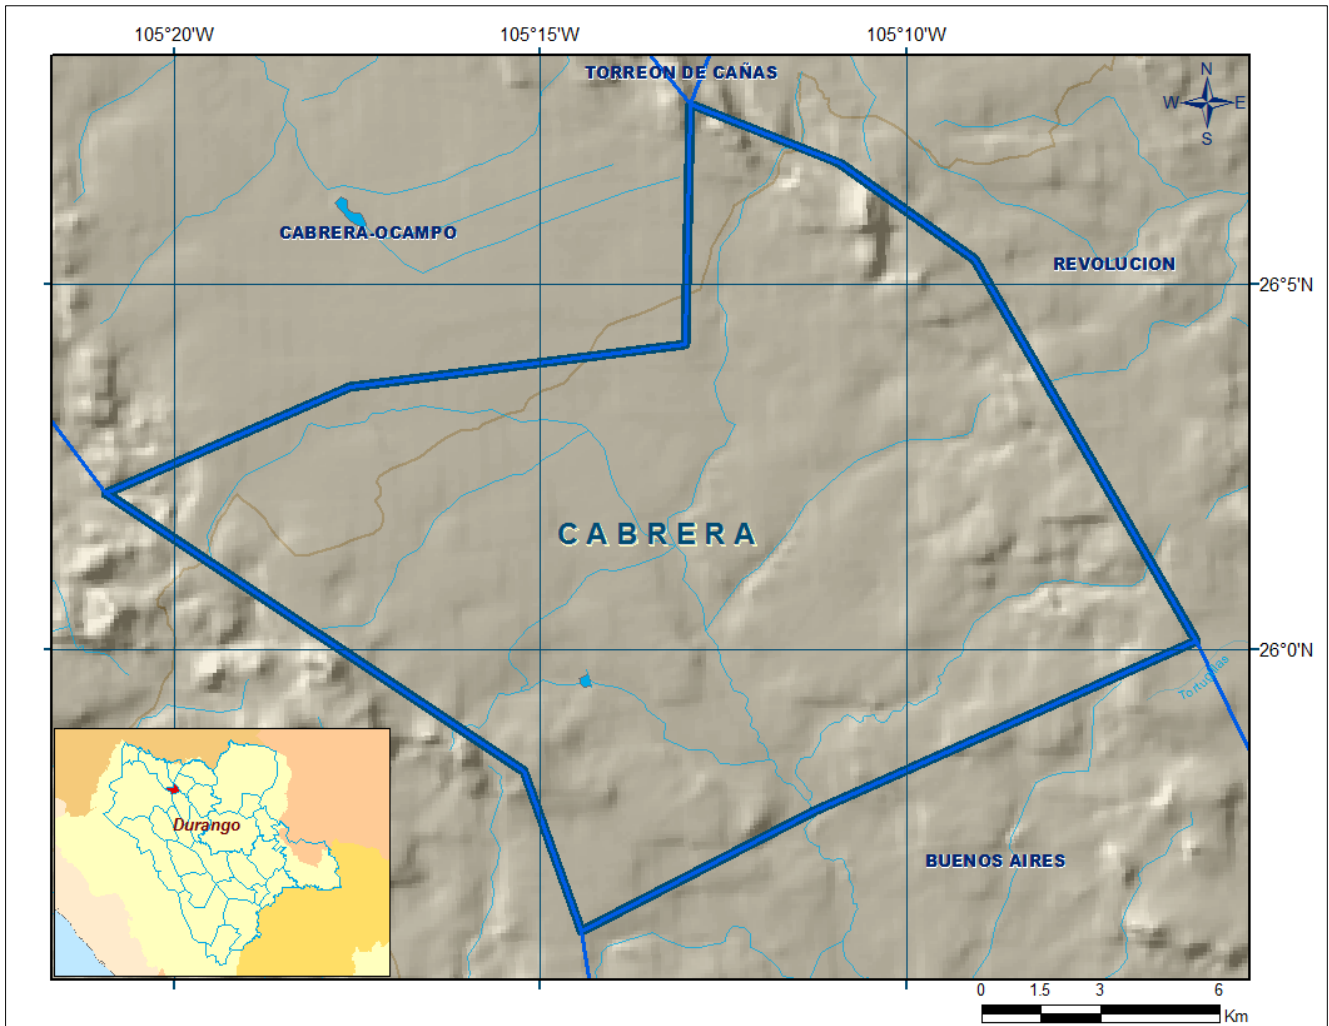 105°20'W 105°15'W 105°10'W
TORREON DE CAÑAS
N
W E
S
CABRERA-OCAMPO
REVOLUCION
26°5'N
CABRERA
26°0'N
Tortuguillas
Durango
BUENOS AIRES
0 1.5 3 6
Km